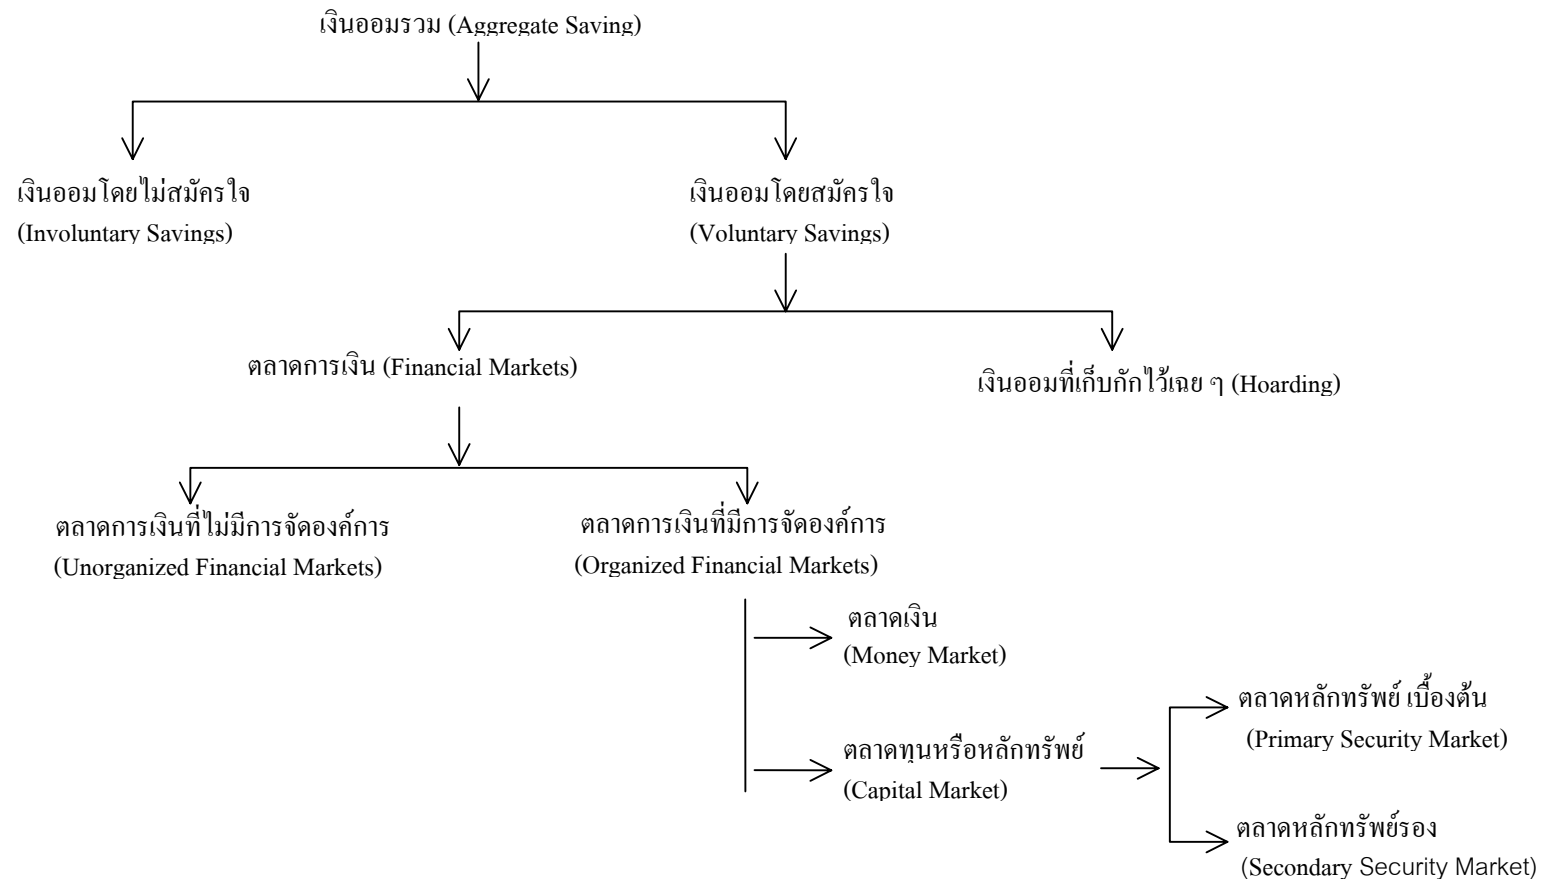 เงินออมรวม (Aggregate Saving)
เงินออมโดยไม่สมัครใจ
(Involuntary Savings)
เงินออมโดยสมัครใจ
(Voluntary Savings)
ตลาดการเงิน (Financial Markets)
เงินออมที่เก็บกักไว้เฉย ๆ (Hoarding)
ตลาดการเงินที่ไม่มีการจัดองค์การ
(Unorganized Financial Markets)
ตลาดการเงินที่มีการจัดองค์การ
(Organized Financial Markets)
ตลาดเงิน
(Money Market)
ตลาดทุนหรือหลักทรัพย์
(Capital Market)
ตลาดหลักทรัพย์ เบื้องต้น
(Primary Security Market)
ตลาดหลักทรัพย์รอง
(Secondary Security Market)